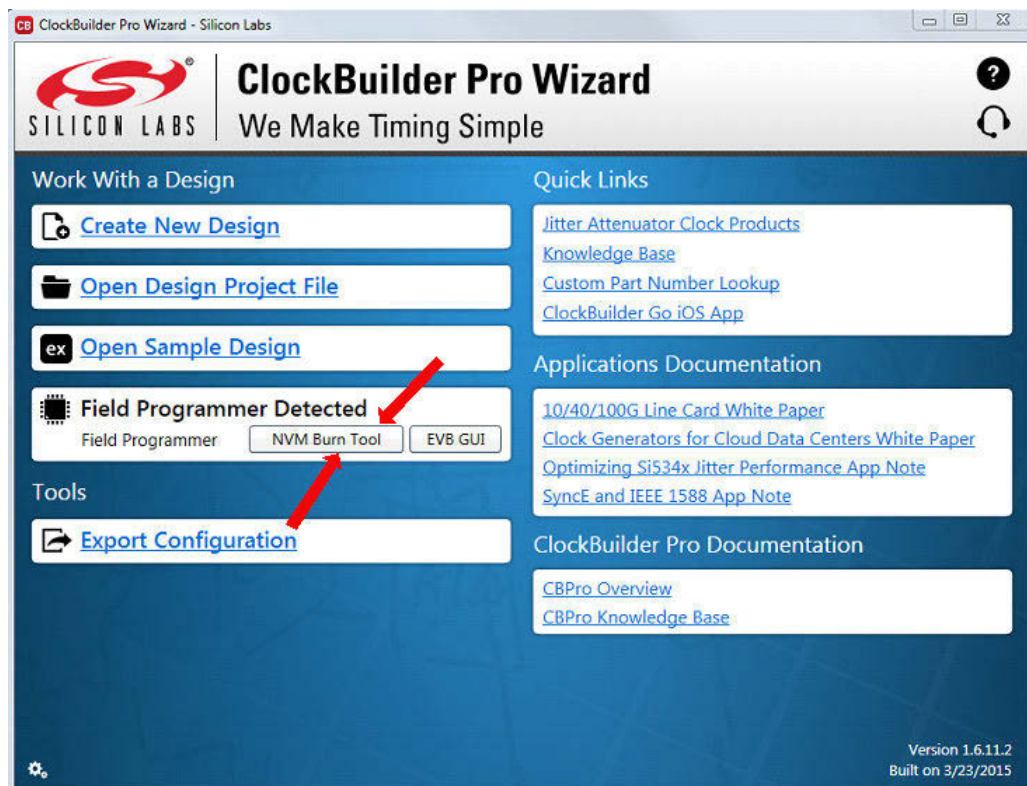 CB ClockBuilder Pro Wizard - Silicon Labs
SILICON LABS
ClockBuilder Pro Wizard
We Make Timing Simple
?
Work With a Design
Create New Design
Open Design Project File
ex Open Sample Design
Field Programmer Detected
Field Programmer NVM Burn Tool EVB GUI
Tools
Export Configuration
Quick Links
Jitter Attenuator Clock Products
Knowledge Base
Custom Part Number Lookup
ClockBuilder Go iOS App
Applications Documentation
10/40/100G Line Card White Paper
Clock Generators for Cloud Data Centers White Paper
Optimizing Si534x Jitter Performance App Note
SyncE and IEEE 1588 App Note
ClockBuilder Pro Documentation
CBPro Overview
CBPro Knowledge Base
Version 1.6.11.2
Built on 3/23/2015